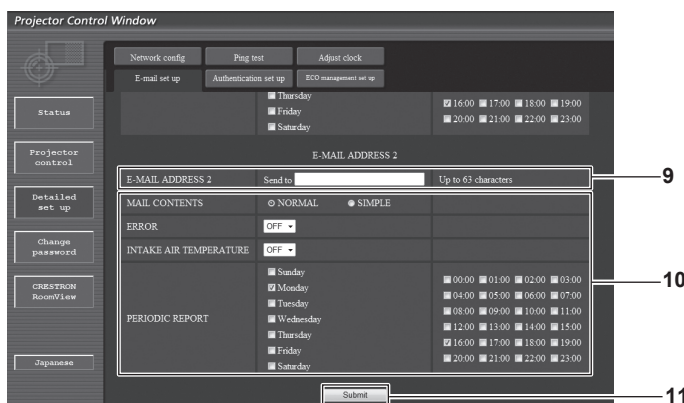 Projector Control Window
Network config Ping test Adjust clock
E-mail set up Authentication set up ECO management set up
Status
Projector control
Detailed set up
Change password
CRESTRON RoomView
Japanese
Thursday
Friday
Saturday
16:00 17:00 18:00 19:00
20:00 21:00 22:00 23:00
E-MAIL ADDRESS 2
E-MAIL ADDRESS 2 Send to Up to 63 characters
9
MAIL CONTENTS NORMAL SIMPLE
ERROR OFF
INTAKE AIR TEMPERATURE OFF
10
PERIODIC REPORT
Sunday
Monday
Tuesday
Wednesday
Thursday
Friday
Saturday
00:00 01:00 02:00 03:00
04:00 05:00 06:00 07:00
08:00 09:00 10:00 11:00
12:00 13:00 14:00 15:00
16:00 17:00 18:00 19:00
20:00 21:00 22:00 23:00
Submit
11